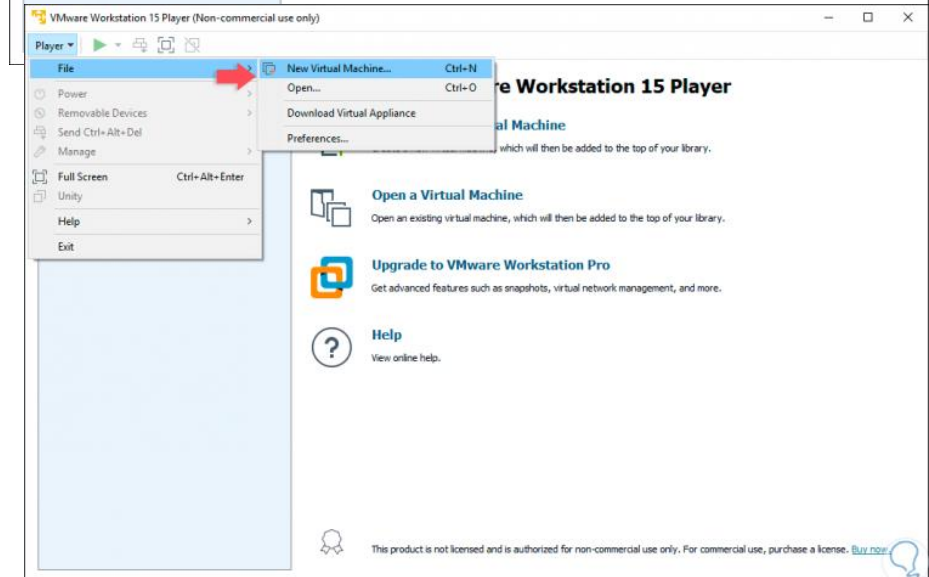 VMware Workstation 15 Player (Non-commercial use only)
Player
File
New Virtual Machine... Ctrl+N
Open... Ctrl+O
Download Virtual Appliance
Preferences...
Power
Removable Devices
Send Ctrl+Alt+Del
Manage
Full Screen Ctrl+Alt+Enter
Unity
Help
Exit
re Workstation 15 Player
al Machine
which will then be added to the top of your library.
Open a Virtual Machine
Open an existing virtual machine, which will then be added to the top of your library.
Upgrade to VMware Workstation Pro
Get advanced features such as snapshots, virtual network management, and more.
Help
View online help.
This product is not licensed and is authorized for non-commercial use only. For commercial use, purchase a license. Buy now